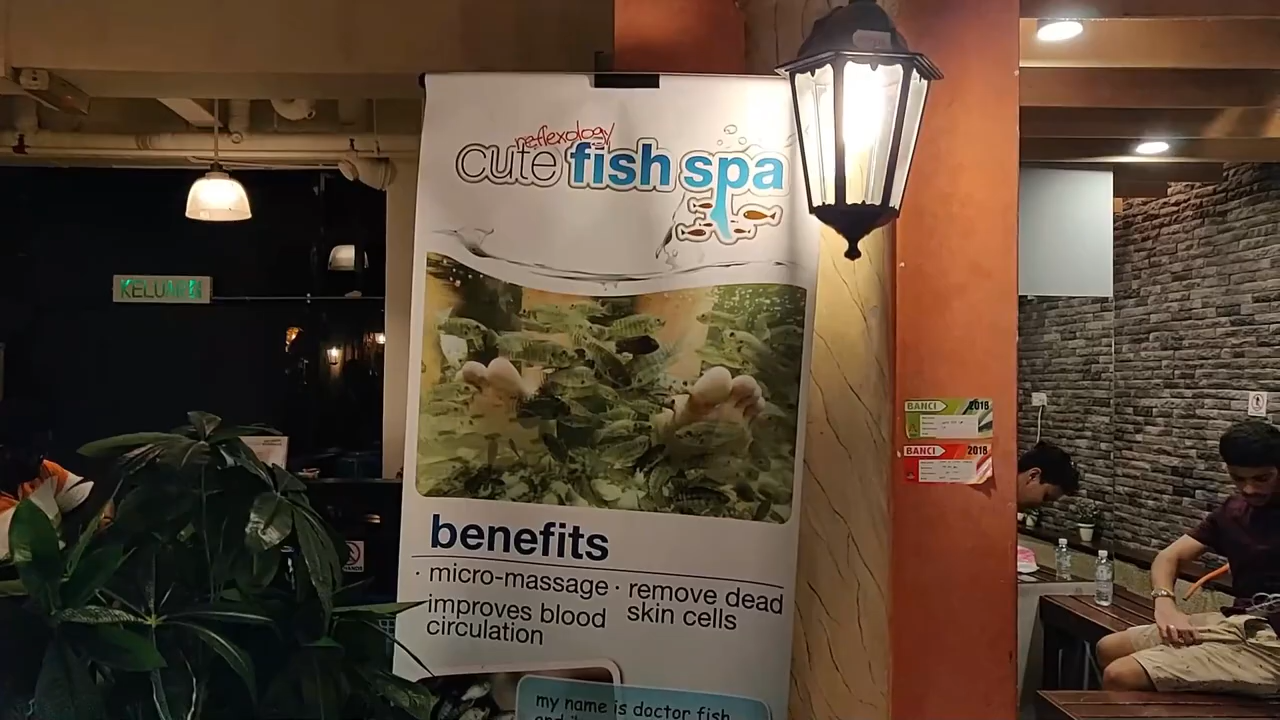 reflexology
cute fish spa
KELUAR
BANCI 2018
BANCI 2018
benefits
· micro-massage
improves blood
circulation
· remove dead
skin cells
my name is doctor fish